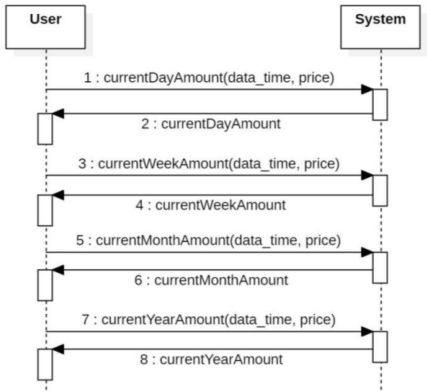 User
System
1 : currentDayAmount(data_time, price)
2 : currentDayAmount
3 : currentWeekAmount(data_time, price)
4 : currentWeekAmount
5 : currentMonthAmount(data_time, price)
6 : currentMonthAmount
7 : currentYearAmount(data_time, price)
8 : currentYearAmount